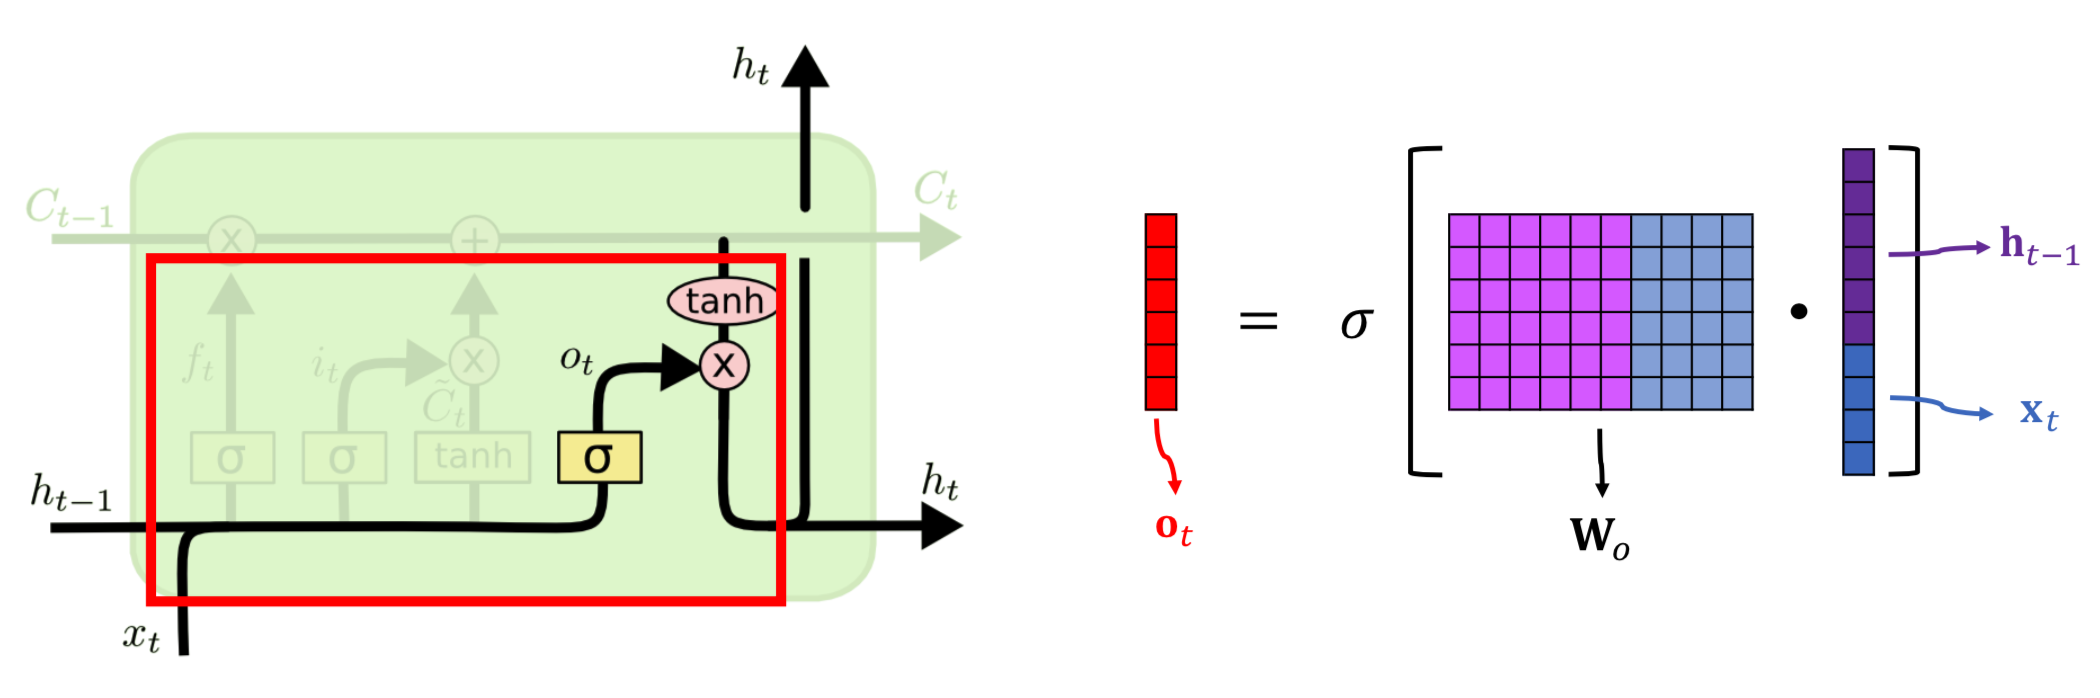 h_t
C_{t-1}
C_t
x
+
tanh
f_t
i_t
x
o_t
x
C̃_t
σ
σ
tanh
σ
h_{t-1}
h_t
x_t
= σ [ • ]
h_{t-1}
x_t
o_t
W_o